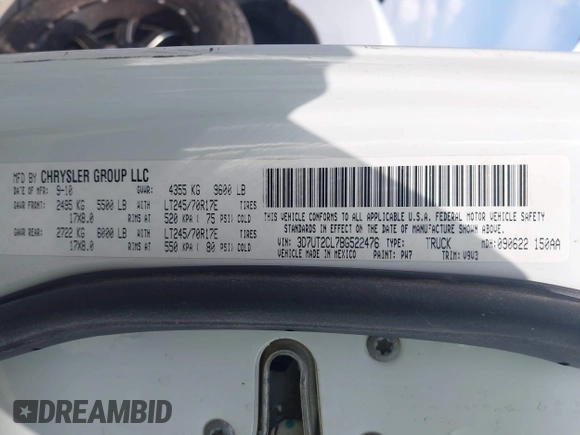 MFD BY CHRYSLER GROUP LLC
DATE OF MFR 9-10 GVWR: 4355 KG 9600 LB
GAWR FRONT 2495 KG 5500 LB WITH LT245/70R17E TIRES
17X8.0 RIMS AT 520 KPA ( 75 PSI) COLD
GAWR REAR 2722 KG 6000 LB WITH LT245/70R17E TIRES
17X8.0 RIMS AT 550 KPA ( 80 PSI) COLD
THIS VEHICLE CONFORMS TO ALL APPLICABLE U.S.A. FEDERAL MOTOR VEHICLE SAFETY
STANDARDS IN EFFECT ON THE DATE OF MANUFACTURE SHOWN ABOVE.
VIN: 3D7UT2CL7BG522476 TYPE: TRUCK MDH: 090622 150AA
VEHICLE MADE IN MEXICO PAINT: PW7 TRIM: V9V3
DREAMBID